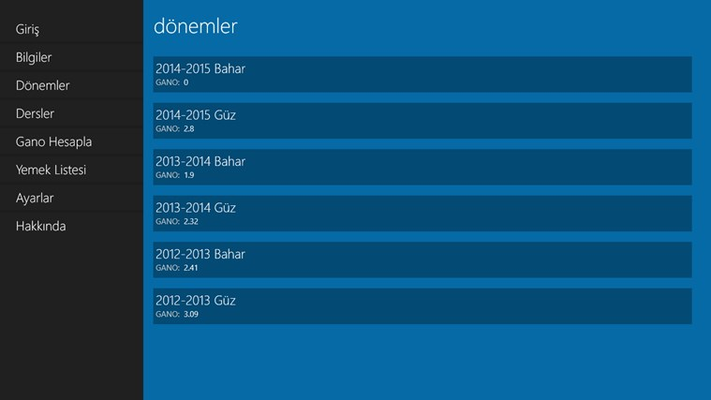 Giriş
Bilgiler
Dönemler
Dersler
Gano Hesapla
Yemek Listesi
Ayarlar
Hakkında
dönemler
2014-2015 Bahar
GANO: 0
2014-2015 Güz
GANO: 2.8
2013-2014 Bahar
GANO: 1.9
2013-2014 Güz
GANO: 2.32
2012-2013 Bahar
GANO: 2.41
2012-2013 Güz
GANO: 3.09